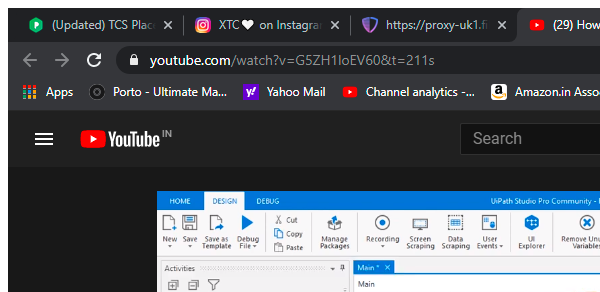 (Updated) TCS Plac
XTC❤ on Instagra
https://proxy-uk1.fi
(29) How
youtube.com/watch?v=G5ZH1IoEV60&t=211s
Apps
Porto - Ultimate Ma...
Yahoo Mail
Channel analytics -...
Amazon.in Assoc
YouTube IN
Search
HOME
DESIGN
DEBUG
UiPath Studio Pro Community -
New
Save
Save as Template
Debug File
Cut
Copy
Paste
Manage Packages
Recording
Screen Scraping
Data Scraping
User Events
UI Explorer
Remove Unu
Variables
Activities
Main *
Main